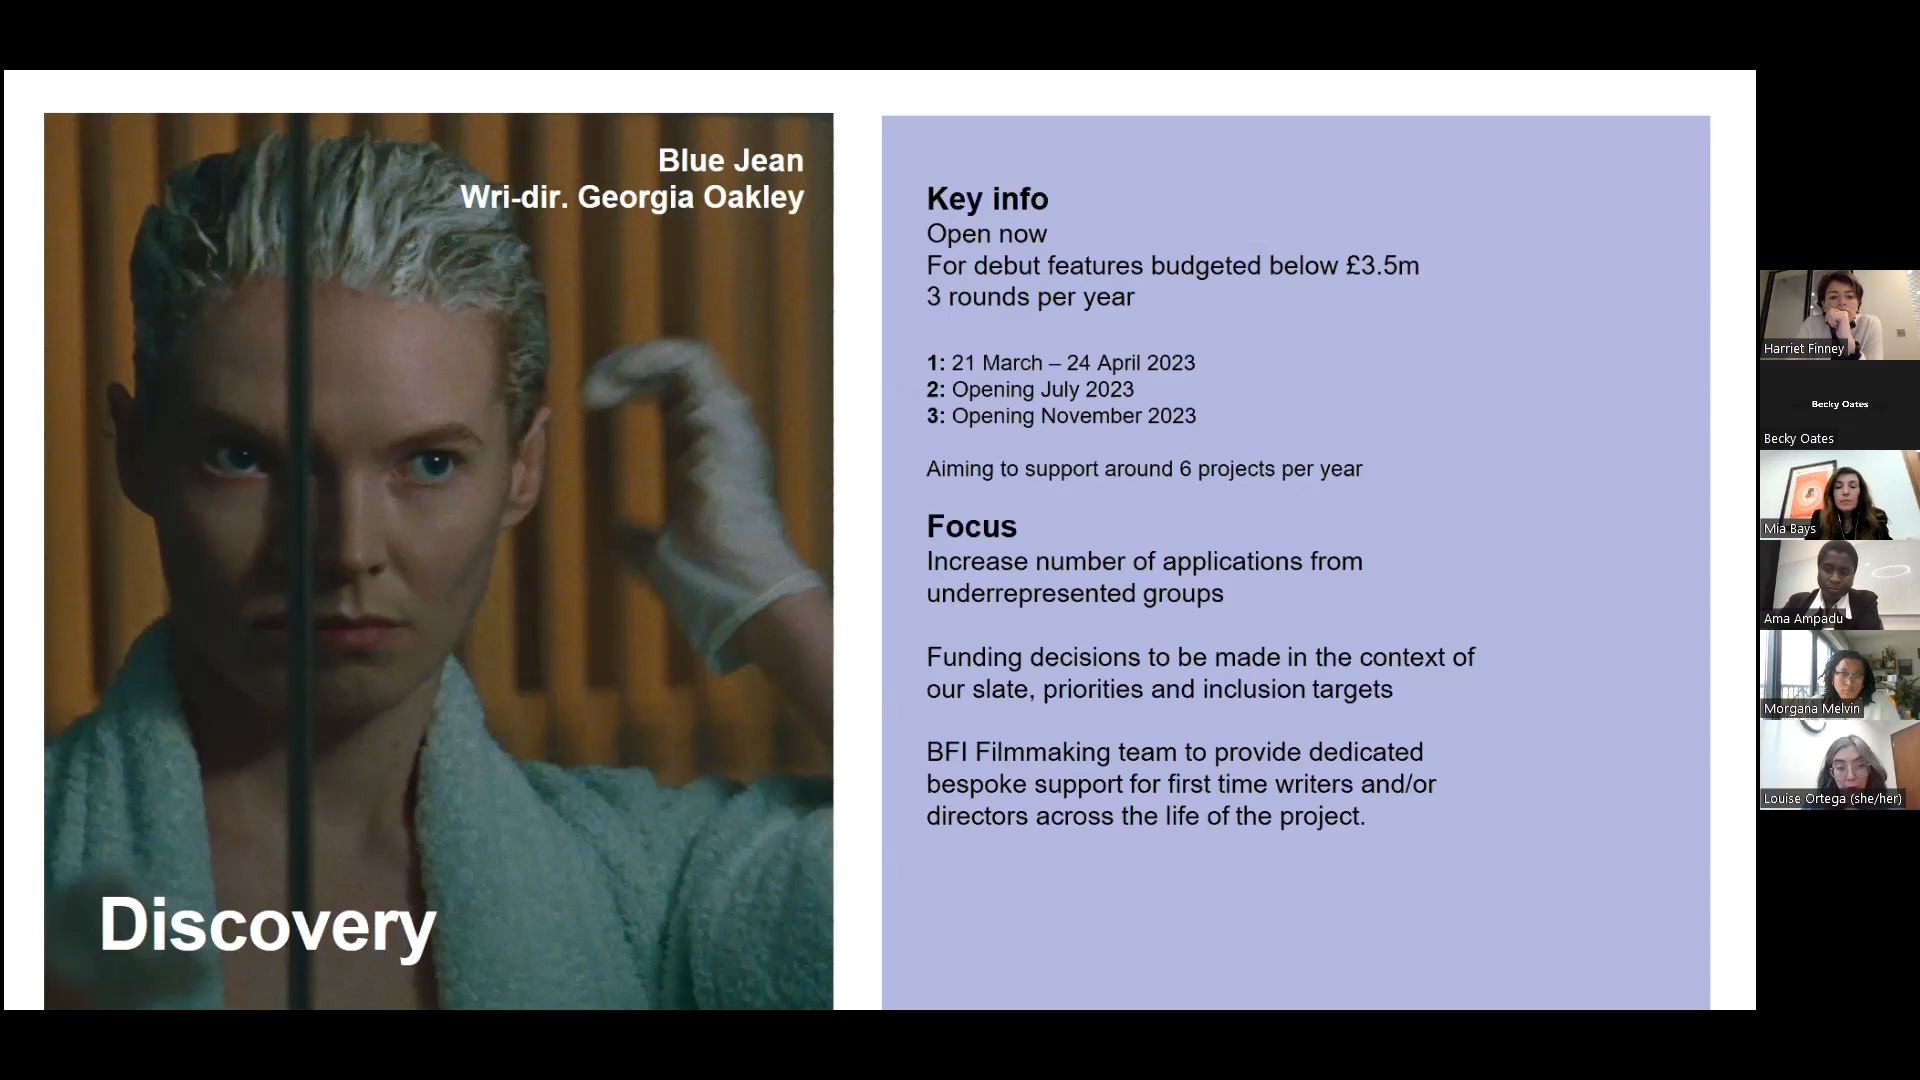 Blue Jean
Wri-dir. Georgia Oakley
Discovery
Key info
Open now
For debut features budgeted below £3.5m
3 rounds per year
1: 21 March – 24 April 2023
2: Opening July 2023
3: Opening November 2023
Aiming to support around 6 projects per year
Focus
Increase number of applications from
underrepresented groups
Funding decisions to be made in the context of
our slate, priorities and inclusion targets
BFI Filmmaking team to provide dedicated
bespoke support for first time writers and/or
directors across the life of the project.
Harriet Finney
Becky Oates
Becky Oates
Mia Bays
Ama Ampadu
Morgana Melvin
Louise Ortega (she/her)